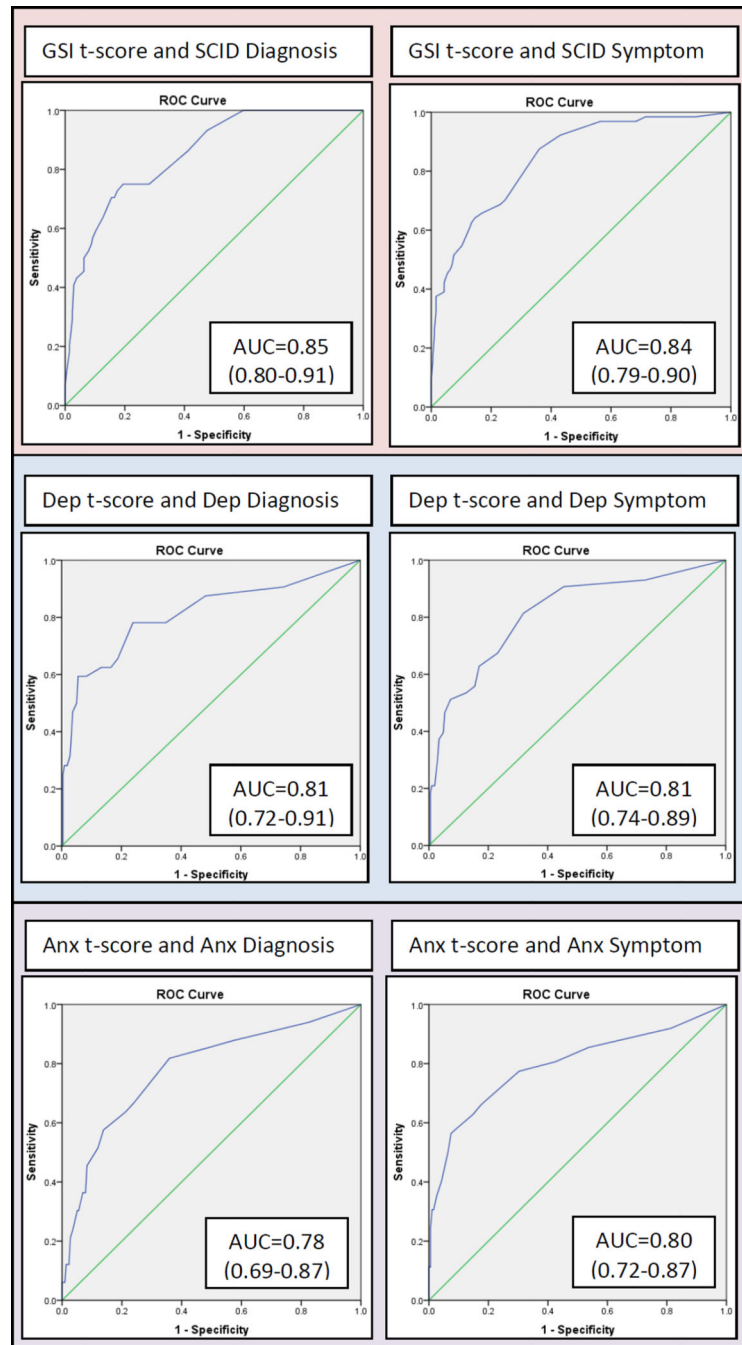 GSI t-score and SCID Diagnosis
GSI t-score and SCID Symptom
ROC Curve
1.0
0.8
0.6
0.4
0.2
0.0
Sensitivity
0.0 0.2 0.4 0.6 0.8 1.0
1 - Specificity
AUC=0.85
(0.80-0.91)
ROC Curve
1.0
0.8
0.6
0.4
0.2
0.0
Sensitivity
0.0 0.2 0.4 0.6 0.8 1.0
1 - Specificity
AUC=0.84
(0.79-0.90)
Dep t-score and Dep Diagnosis
Dep t-score and Dep Symptom
ROC Curve
1.0
0.8
0.6
0.4
0.2
0.0
Sensitivity
0.0 0.2 0.4 0.6 0.8 1.0
1 - Specificity
AUC=0.81
(0.72-0.91)
ROC Curve
1.0
0.8
0.6
0.4
0.2
0.0
Sensitivity
0.0 0.2 0.4 0.6 0.8 1.0
1 - Specificity
AUC=0.81
(0.74-0.89)
Anx t-score and Anx Diagnosis
Anx t-score and Anx Symptom
ROC Curve
1.0
0.8
0.6
0.4
0.2
0.0
Sensitivity
0.0 0.2 0.4 0.6 0.8 1.0
1 - Specificity
AUC=0.78
(0.69-0.87)
ROC Curve
1.0
0.8
0.6
0.4
0.2
0.0
Sensitivity
0.0 0.2 0.4 0.6 0.8 1.0
1 - Specificity
AUC=0.80
(0.72-0.87)